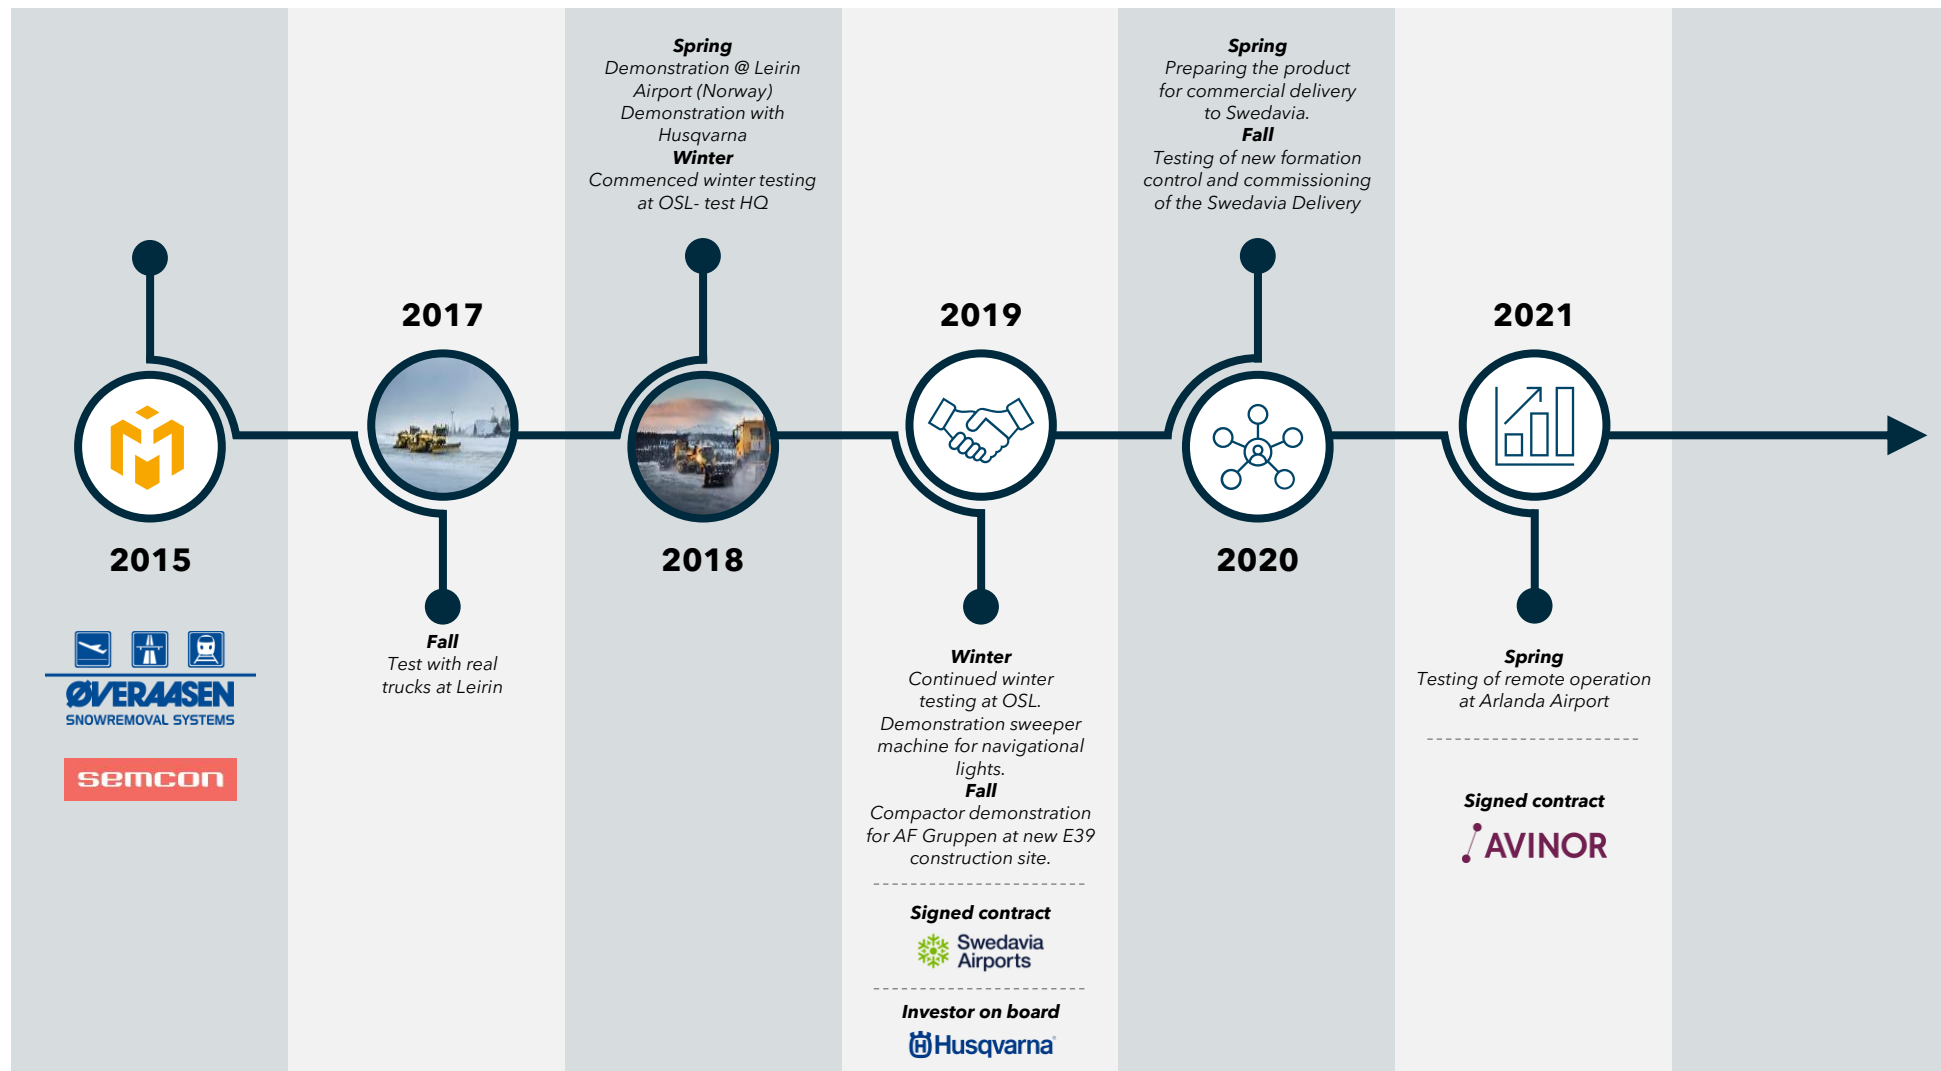 2015
ØVERAASEN
SNOWREMOVAL SYSTEMS
semcon
2017
Fall
Test with real
trucks at Leirin
Spring
Demonstration @ Leirin
Airport (Norway)
Demonstration with
Husqvarna
Winter
Commenced winter testing
at OSL- test HQ
2018
2019
Winter
Continued winter
testing at OSL.
Demonstration sweeper
machine for navigational
lights.
Fall
Compactor demonstration
for AF Gruppen at new E39
construction site.
Signed contract
Swedavia
Airports
Investor on board
Husqvarna
Spring
Preparing the product
for commercial delivery
to Swedavia.
Fall
Testing of new formation
control and commissioning
of the Swedavia Delivery
2020
2021
Spring
Testing of remote operation
at Arlanda Airport
Signed contract
AVINOR